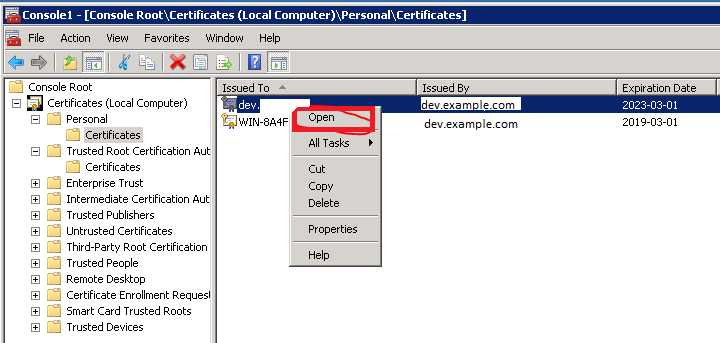 Console1 - [Console Root\Certificates (Local Computer)\Personal\Certificates]
File Action View Favorites Window Help
Console Root
Certificates (Local Computer)
Personal
Certificates
Trusted Root Certification Aut
Certificates
Enterprise Trust
Intermediate Certification Aut
Trusted Publishers
Untrusted Certificates
Third-Party Root Certification
Trusted People
Remote Desktop
Certificate Enrollment Reques
Smart Card Trusted Roots
Trusted Devices
Issued To Issued By Expiration Date
dev. dev.example.com 2023-03-01
WIN-8A4F dev.example.com 2019-03-01
Open
All Tasks
Cut
Copy
Delete
Properties
Help